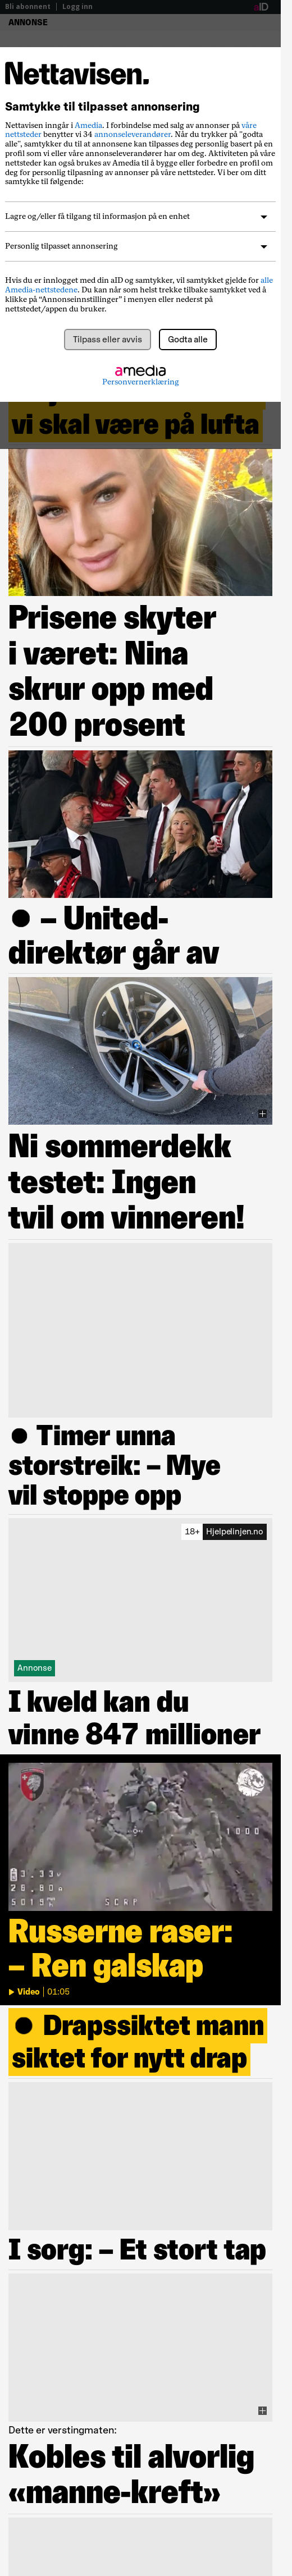 Bli abonnent | Logg inn aID
ANNONSE
Nettavisen.
Samtykke til tilpasset annonsering
Nettavisen inngår i Amedia. I forbindelse med salg av annonser på våre
nettsteder benytter vi 34 annonseleverandører. Når du trykker på "godta
alle", samtykker du til at annonsene kan tilpasses deg personlig basert på en
profil som vi eller våre annonseleverandører har om deg. Aktiviteten på våre
nettsteder kan også brukes av Amedia til å bygge eller forbedre en profil om
deg for personlig tilpasning av annonser på våre nettsteder. Vi ber om ditt
samtykke til følgende:
Lagre og/eller få tilgang til informasjon på en enhet
Personlig tilpasset annonsering
Hvis du er innlogget med din aID og samtykker, vil samtykket gjelde for alle
Amedia-nettstedene. Du kan når som helst trekke tilbake samtykket ved å
klikke på “Annonseinnstillinger” i menyen eller nederst på
nettstedet/appen du bruker.
Tilpass eller avvis
Godta alle
amedia
Personvernerklæring
vi skal være på lufta
Prisene skyter
i været: Nina
skrur opp med
200 prosent
● – United-
direktør går av
Ni sommerdekk
testet: Ingen
tvil om vinneren!
● Timer unna
storstreik: – Mye
vil stoppe opp
18+ Hjelpelinjen.no
Annonse
I kveld kan du
vinne 847 millioner
1000
SCRP
Russerne raser:
– Ren galskap
Video | 01:05
● Drapssiktet mann
siktet for nytt drap
I sorg: – Et stort tap
Dette er verstingmaten:
Kobles til alvorlig
«manne-kreft»